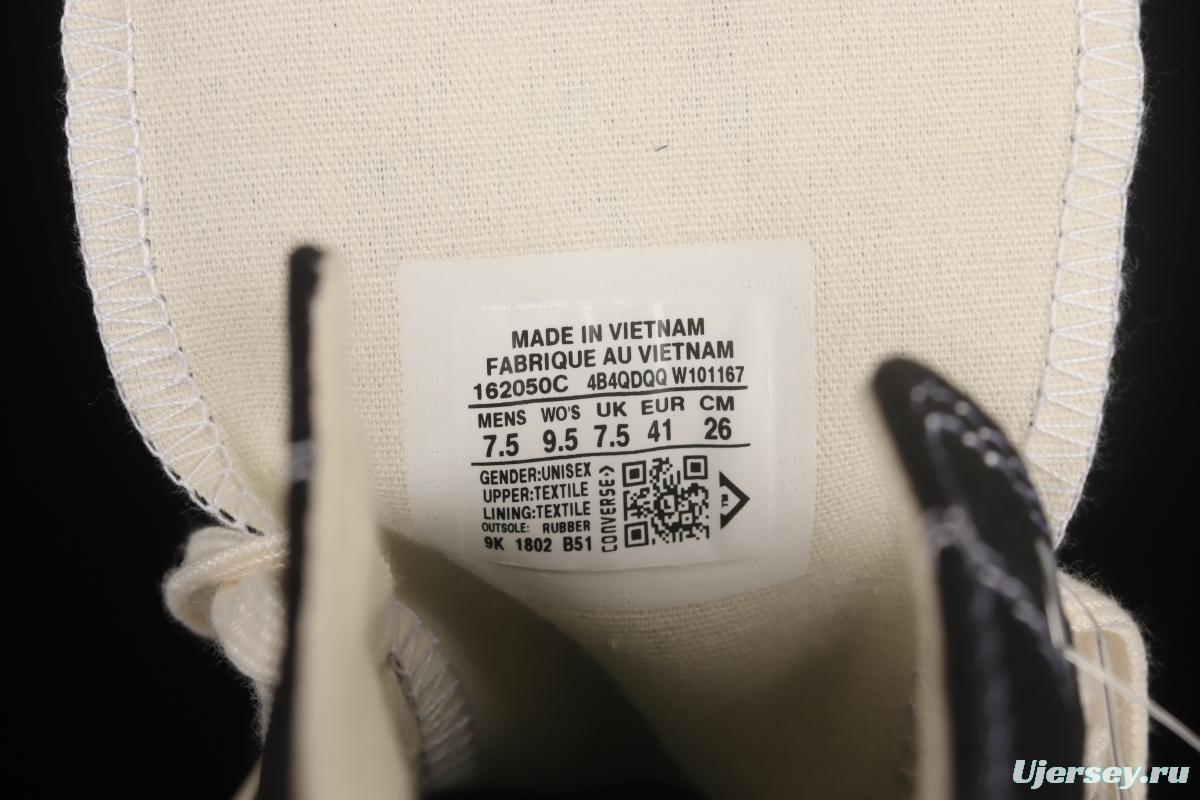 MADE IN VIETNAM
FABRIQUE AU VIETNAM
162050C 4B4QDQQ W101167
MENS WO'S UK EUR CM
7.5 9.5 7.5 41 26
GENDER:UNISEX
UPPER:TEXTILE
LINING:TEXTILE
OUTSOLE: RUBBER
9K 1802 B51
CONVERSE
Ujersey.ru